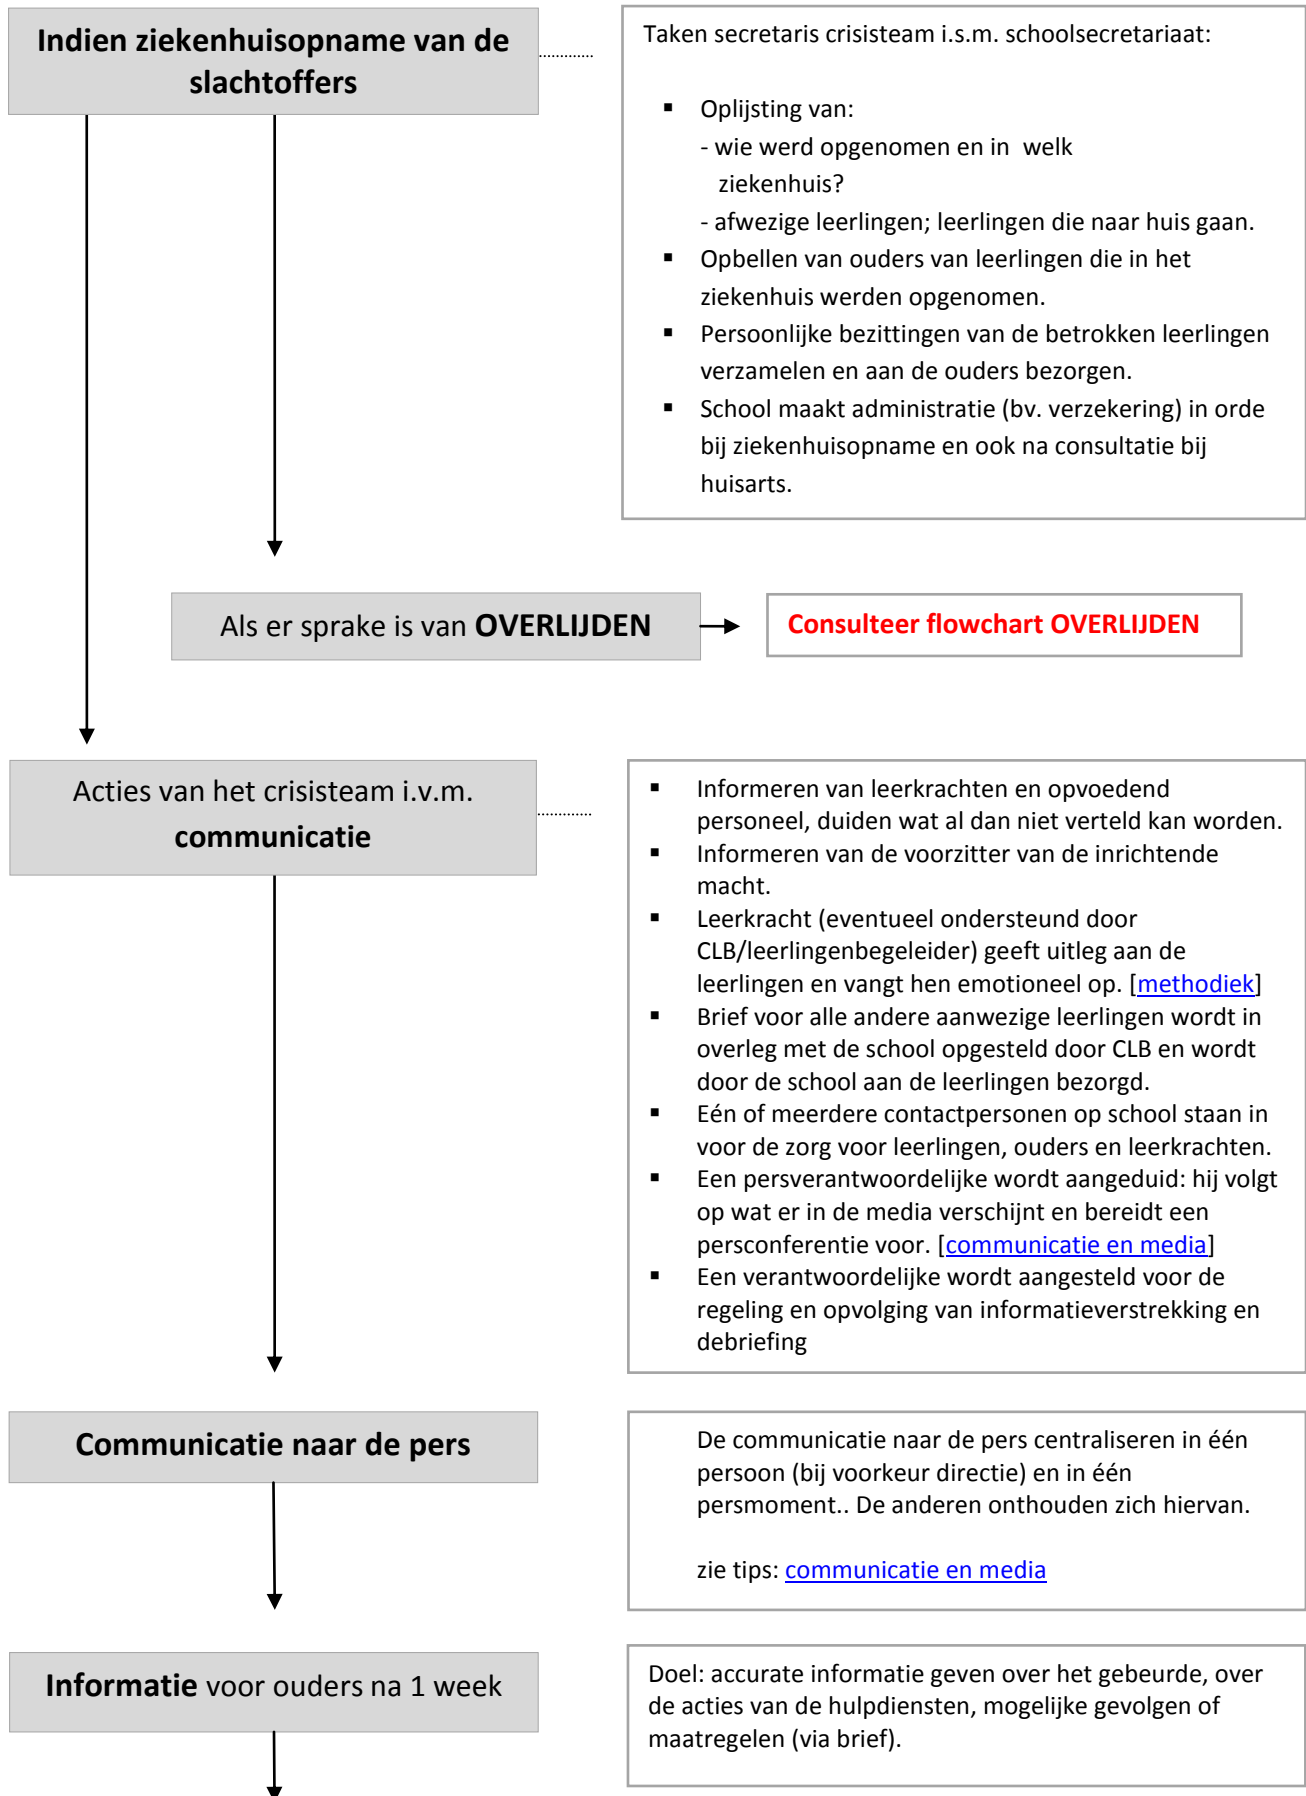 Indien ziekenhuisopname van de
slachtoffers
Taken secretaris crisisteam i.s.m. schoolsecretariaat:
▪ Oplijsting van:
- wie werd opgenomen en in welk
ziekenhuis?
- afwezige leerlingen; leerlingen die naar huis gaan.
▪ Opbellen van ouders van leerlingen die in het
ziekenhuis werden opgenomen.
▪ Persoonlijke bezittingen van de betrokken leerlingen
verzamelen en aan de ouders bezorgen.
▪ School maakt administratie (bv. verzekering) in orde
bij ziekenhuisopname en ook na consultatie bij
huisarts.
Als er sprake is van OVERLIJDEN
Consulteer flowchart OVERLIJDEN
Acties van het crisisteam i.v.m.
communicatie
▪ Informeren van leerkrachten en opvoedend
personeel, duiden wat al dan niet verteld kan worden.
▪ Informeren van de voorzitter van de inrichtende
macht.
▪ Leerkracht (eventueel ondersteund door
CLB/leerlingenbegeleider) geeft uitleg aan de
leerlingen en vangt hen emotioneel op. [methodiek]
▪ Brief voor alle andere aanwezige leerlingen wordt in
overleg met de school opgesteld door CLB en wordt
door de school aan de leerlingen bezorgd.
▪ Eén of meerdere contactpersonen op school staan in
voor de zorg voor leerlingen, ouders en leerkrachten.
▪ Een persverantwoordelijke wordt aangeduid: hij volgt
op wat er in de media verschijnt en bereidt een
persconferentie voor. [communicatie en media]
▪ Een verantwoordelijke wordt aangesteld voor de
regeling en opvolging van informatieverstrekking en
debriefing
Communicatie naar de pers
De communicatie naar de pers centraliseren in één
persoon (bij voorkeur directie) en in één
persmoment.. De anderen onthouden zich hiervan.
zie tips: communicatie en media
Informatie voor ouders na 1 week
Doel: accurate informatie geven over het gebeurde, over
de acties van de hulpdiensten, mogelijke gevolgen of
maatregelen (via brief).